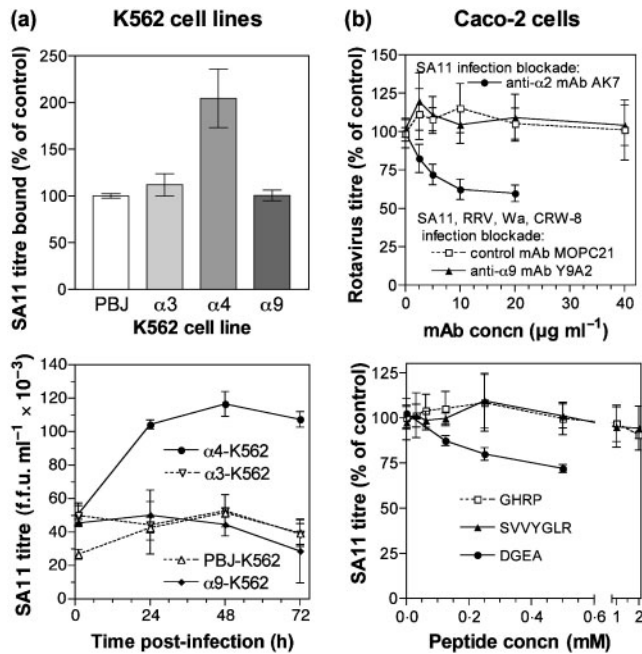 (a) K562 cell lines
SA11 titre bound (% of control)
250
200
150
100
50
0
PBJ α3 α4 α9
K562 cell line
SA11 titre (f.f.u. ml⁻¹ × 10⁻³)
140
120
100
80
60
40
20
0
α4-K562
α3-K562
PBJ-K562
α9-K562
0 24 48 72
Time post-infection (h)
(b) Caco-2 cells
Rotavirus titre (% of control)
150
125
100
75
50
25
0
SA11 infection blockade:
anti-α2 mAb AK7
SA11, RRV, Wa, CRW-8
infection blockade:
control mAb MOPC21
anti-α9 mAb Y9A2
0 10 20 30 40
mAb concn (µg ml⁻¹)
SA11 titre (% of control)
125
100
75
50
25
0
GHRP
SVVYGLR
DGEA
0·0 0·2 0·4 0·6 1 2
Peptide concn (mM)